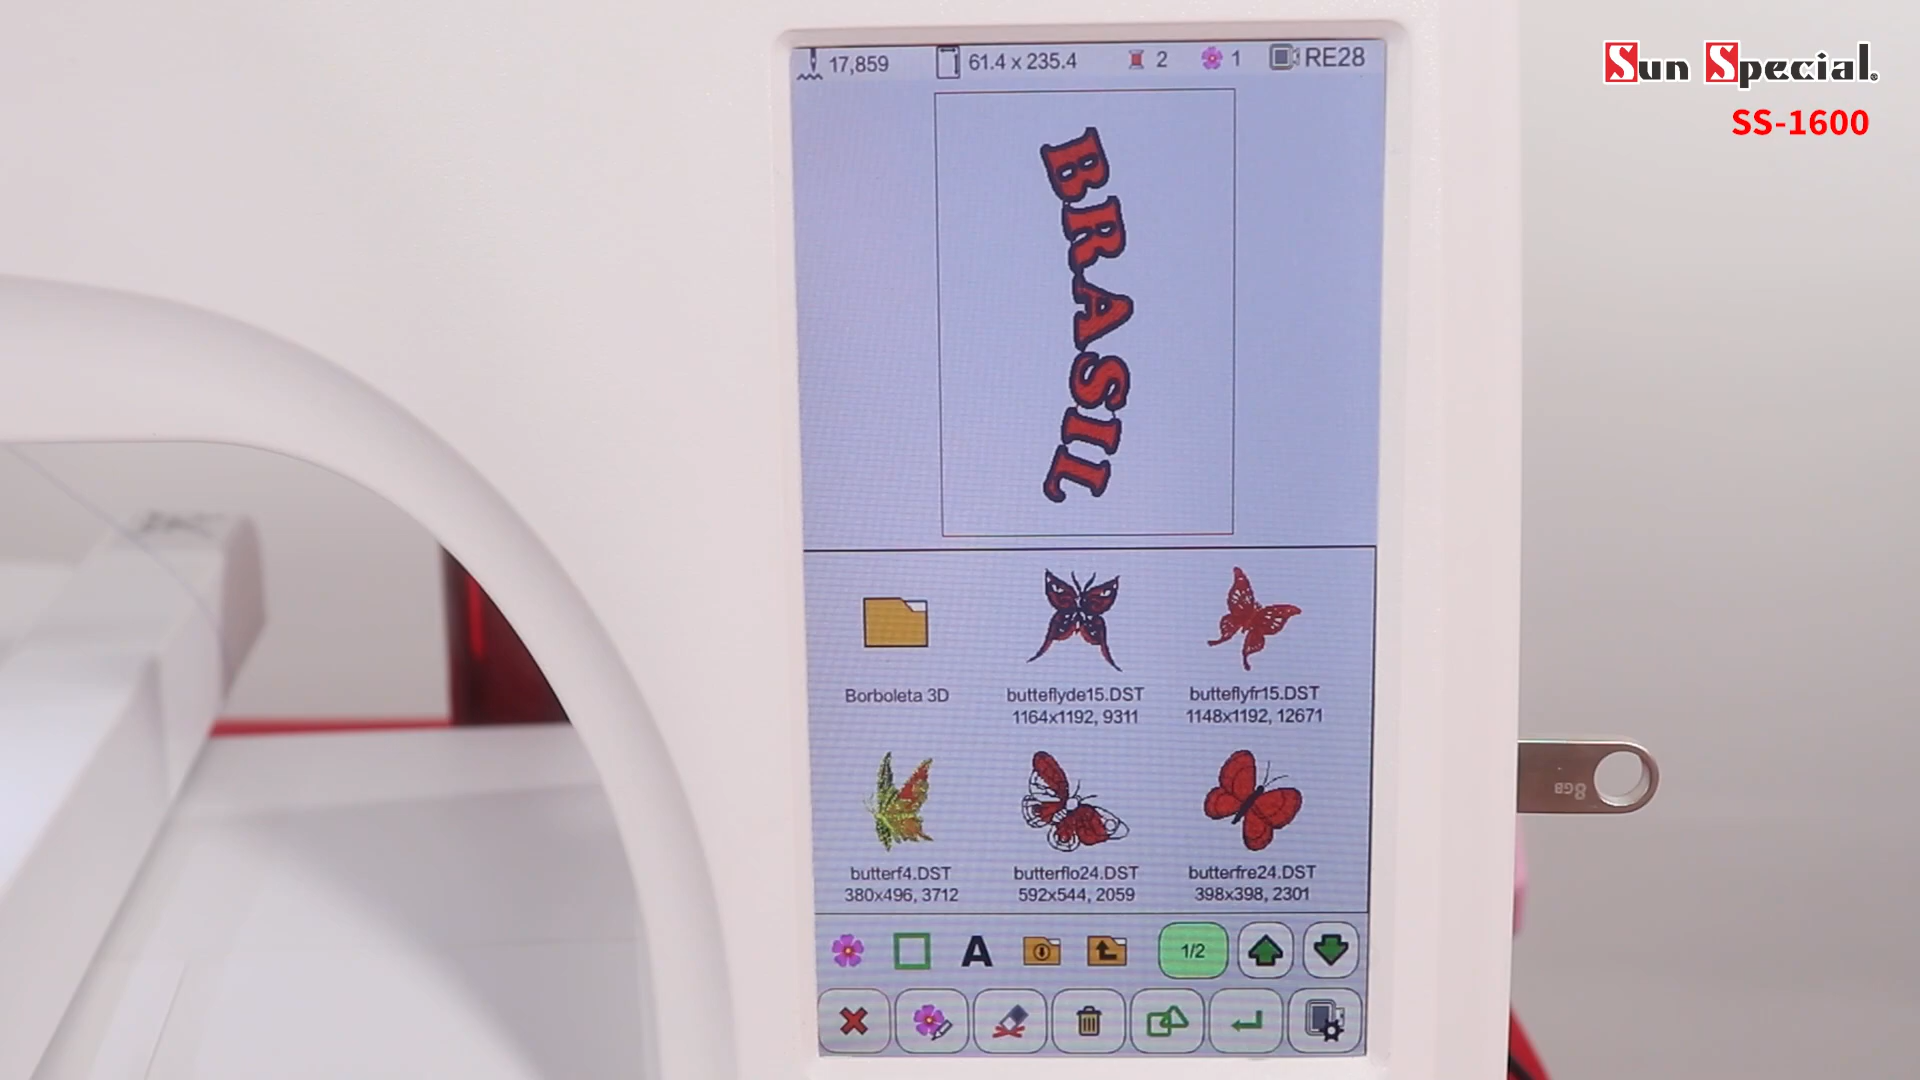 17,859 61.4 x 235.4 2 1 RE28
Sun Special®
SS-1600
BRASIL
Borboleta 3D butteflyde15.DST butteflyfr15.DST
1164x1192, 9311 1148x1192, 12671
8GB
butterf4.DST butterflo24.DST butterfre24.DST
380x496, 3712 592x544, 2059 398x398, 2301
A 1/2